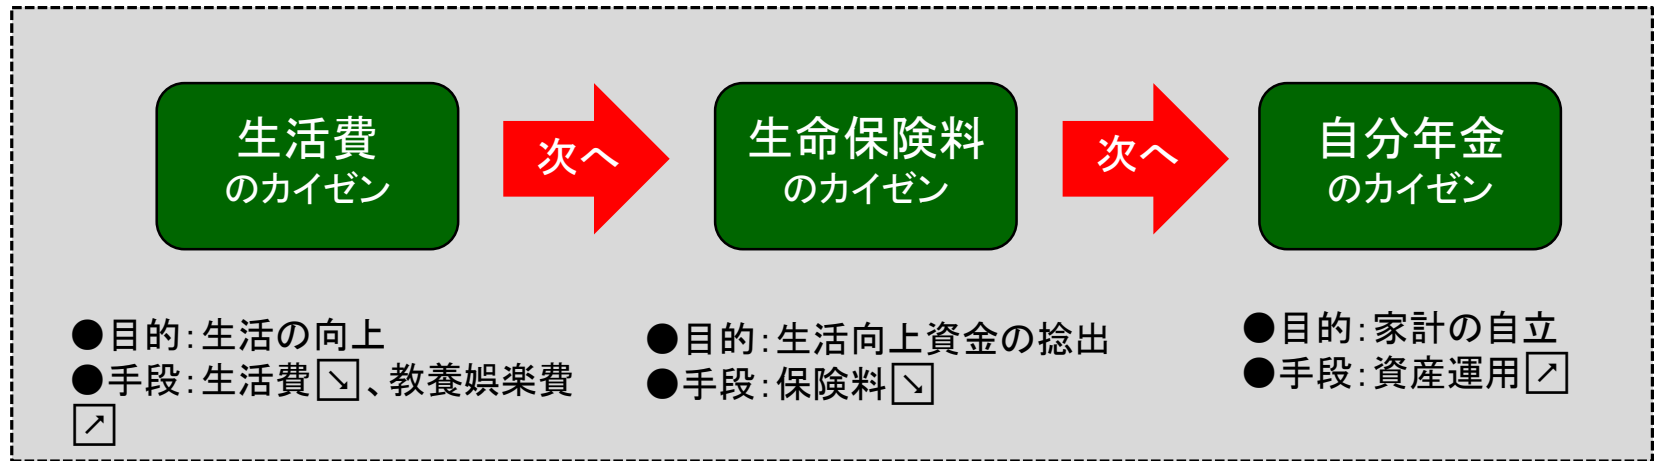 生活費
のカイゼン
次へ
生命保険料
のカイゼン
次へ
自分年金
のカイゼン
●目的：生活の向上
●手段：生活費↘、教養娯楽費
↗
●目的：生活向上資金の捻出
●手段：保険料↘
●目的：家計の自立
●手段：資産運用↗